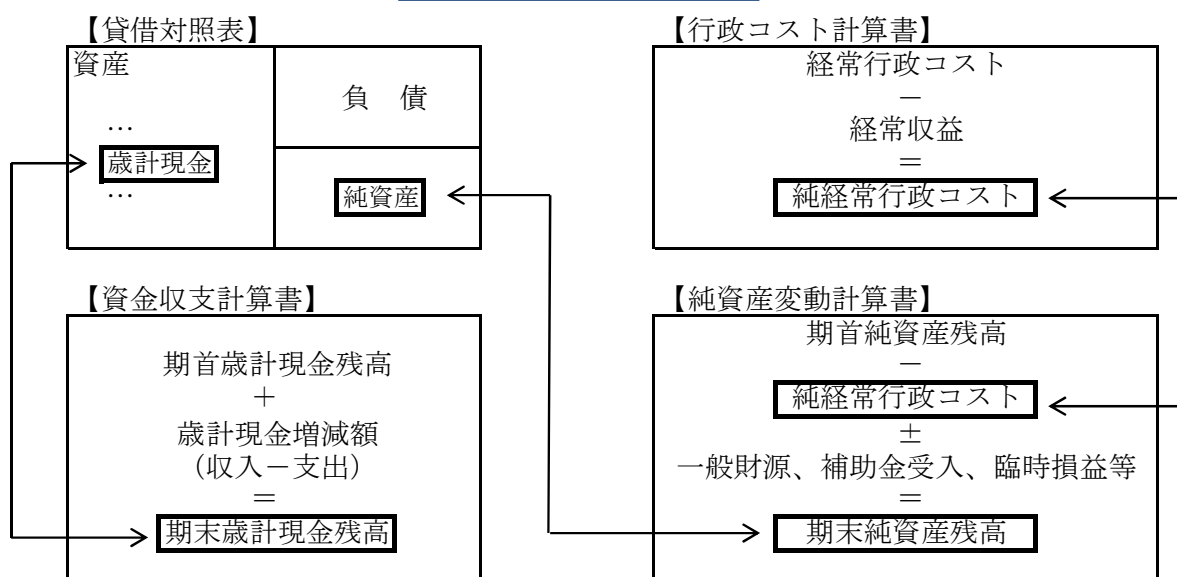 【貸借対照表】
資産
…
歳計現金
…
負　債
純資産
【行政コスト計算書】
経常行政コスト
－
経常収益
＝
純経常行政コスト
【資金収支計算書】
期首歳計現金残高
＋
歳計現金増減額
（収入－支出）
＝
期末歳計現金残高
【純資産変動計算書】
期首純資産残高
－
純経常行政コスト
±
一般財源、補助金受入、臨時損益等
＝
期末純資産残高